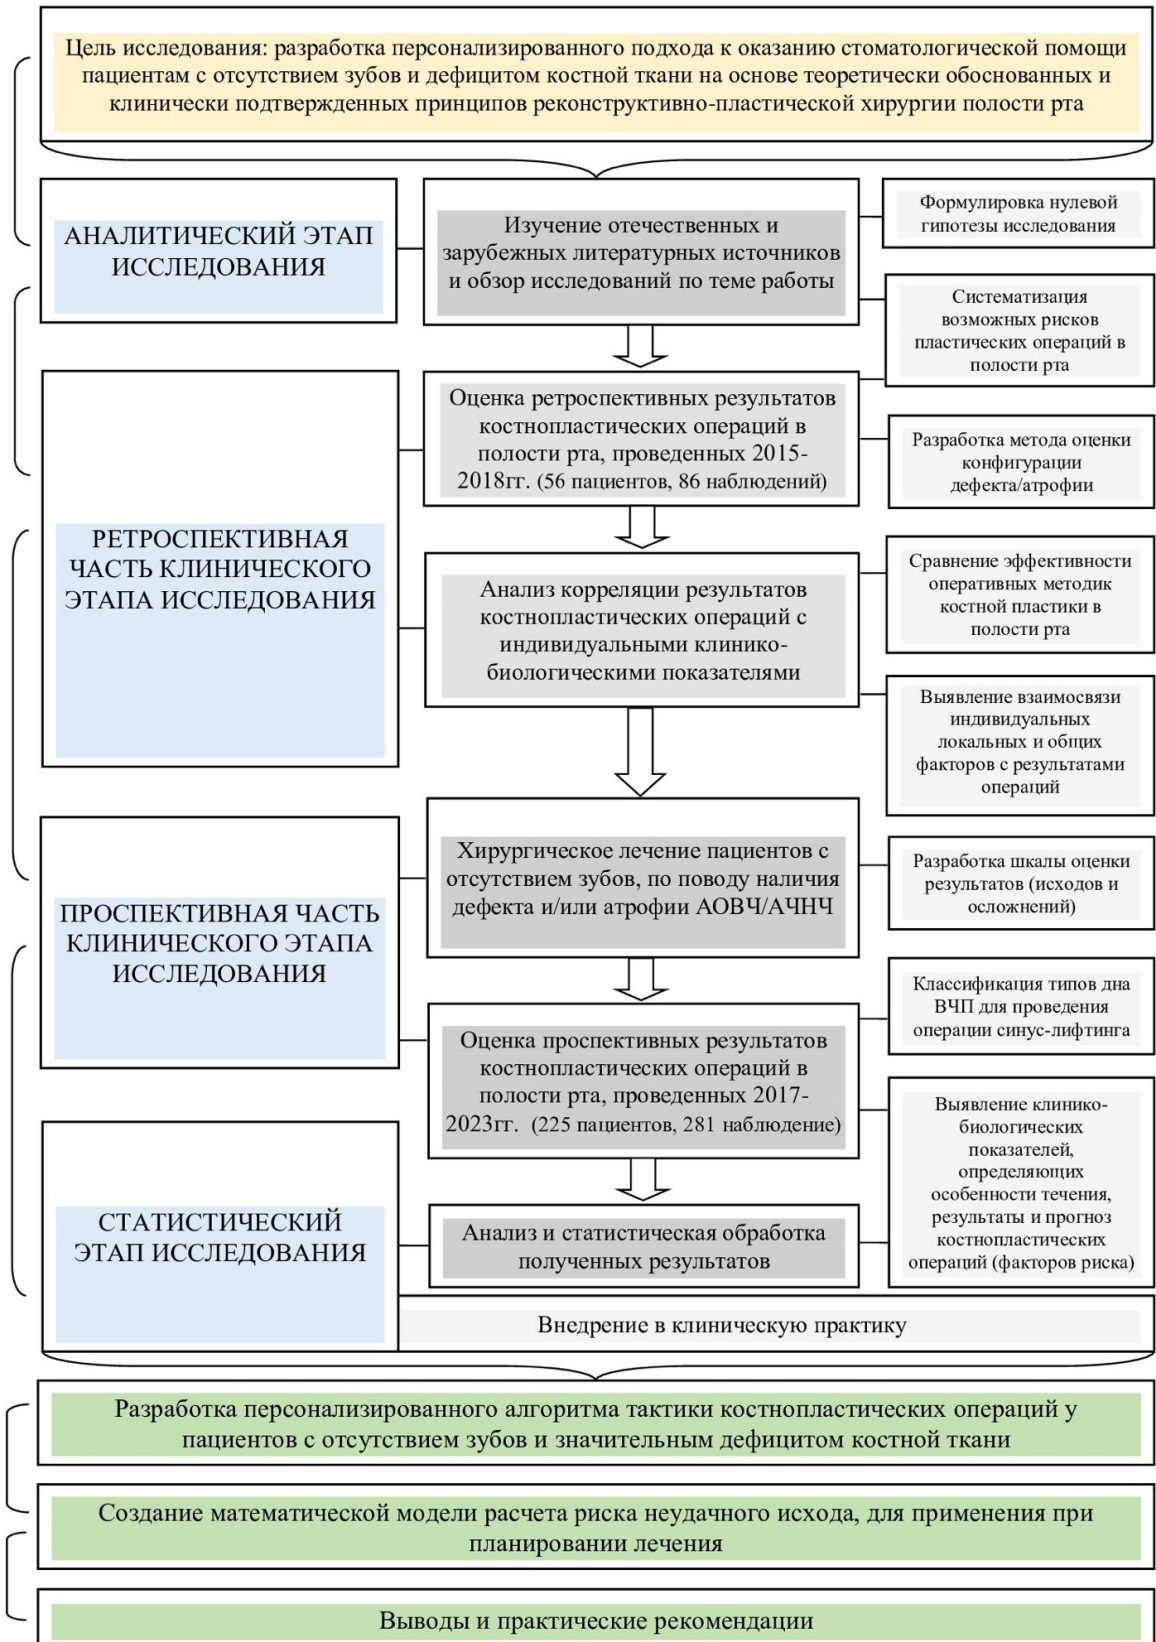 Цель исследования: разработка персонализированного подхода к оказанию стоматологической помощи
пациентам с отсутствием зубов и дефицитом костной ткани на основе теоретически обоснованных и
клинически подтвержденных принципов реконструктивно-пластической хирургии полости рта
АНАЛИТИЧЕСКИЙ ЭТАП
ИССЛЕДОВАНИЯ
Изучение отечественных и
зарубежных литературных источников
и обзор исследований по теме работы
Формулировка нулевой
гипотезы исследования
Систематизация
возможных рисков
пластических операций в
полости рта
РЕТРОСПЕКТИВНАЯ
ЧАСТЬ КЛИНИЧЕСКОГО
ЭТАПА ИССЛЕДОВАНИЯ
Оценка ретроспективных результатов
костнопластических операций в
полости рта, проведенных 2015-
2018гг. (56 пациентов, 86 наблюдений)
Разработка метода оценки
конфигурации
дефекта/атрофии
Анализ корреляции результатов
костнопластических операций с
индивидуальными клинико-
биологическими показателями
Сравнение эффективности
оперативных методик
костной пластики в
полости рта
Выявление взаимосвязи
индивидуальных
локальных и общих
факторов с результатами
операций
ПРОСПЕКТИВНАЯ ЧАСТЬ
КЛИНИЧЕСКОГО ЭТАПА
ИССЛЕДОВАНИЯ
Хирургическое лечение пациентов с
отсутствием зубов, по поводу наличия
дефекта и/или атрофии АОВЧ/АЧНЧ
Разработка шкалы оценки
результатов (исходов и
осложнений)
Оценка проспективных результатов
костнопластических операций в
полости рта, проведенных 2017-
2023гг. (225 пациентов, 281 наблюдение)
Классификация типов дна
ВЧП для проведения
операции синус-лифтинга
Выявление клинико-
биологических
показателей,
определяющих
особенности течения,
результаты и прогноз
костнопластических
операций (факторов риска)
СТАТИСТИЧЕСКИЙ
ЭТАП ИССЛЕДОВАНИЯ
Анализ и статистическая обработка
полученных результатов
Внедрение в клиническую практику
Разработка персонализированного алгоритма тактики костнопластических операций у
пациентов с отсутствием зубов и значительным дефицитом костной ткани
Создание математической модели расчета риска неудачного исхода, для применения при
планировании лечения
Выводы и практические рекомендации